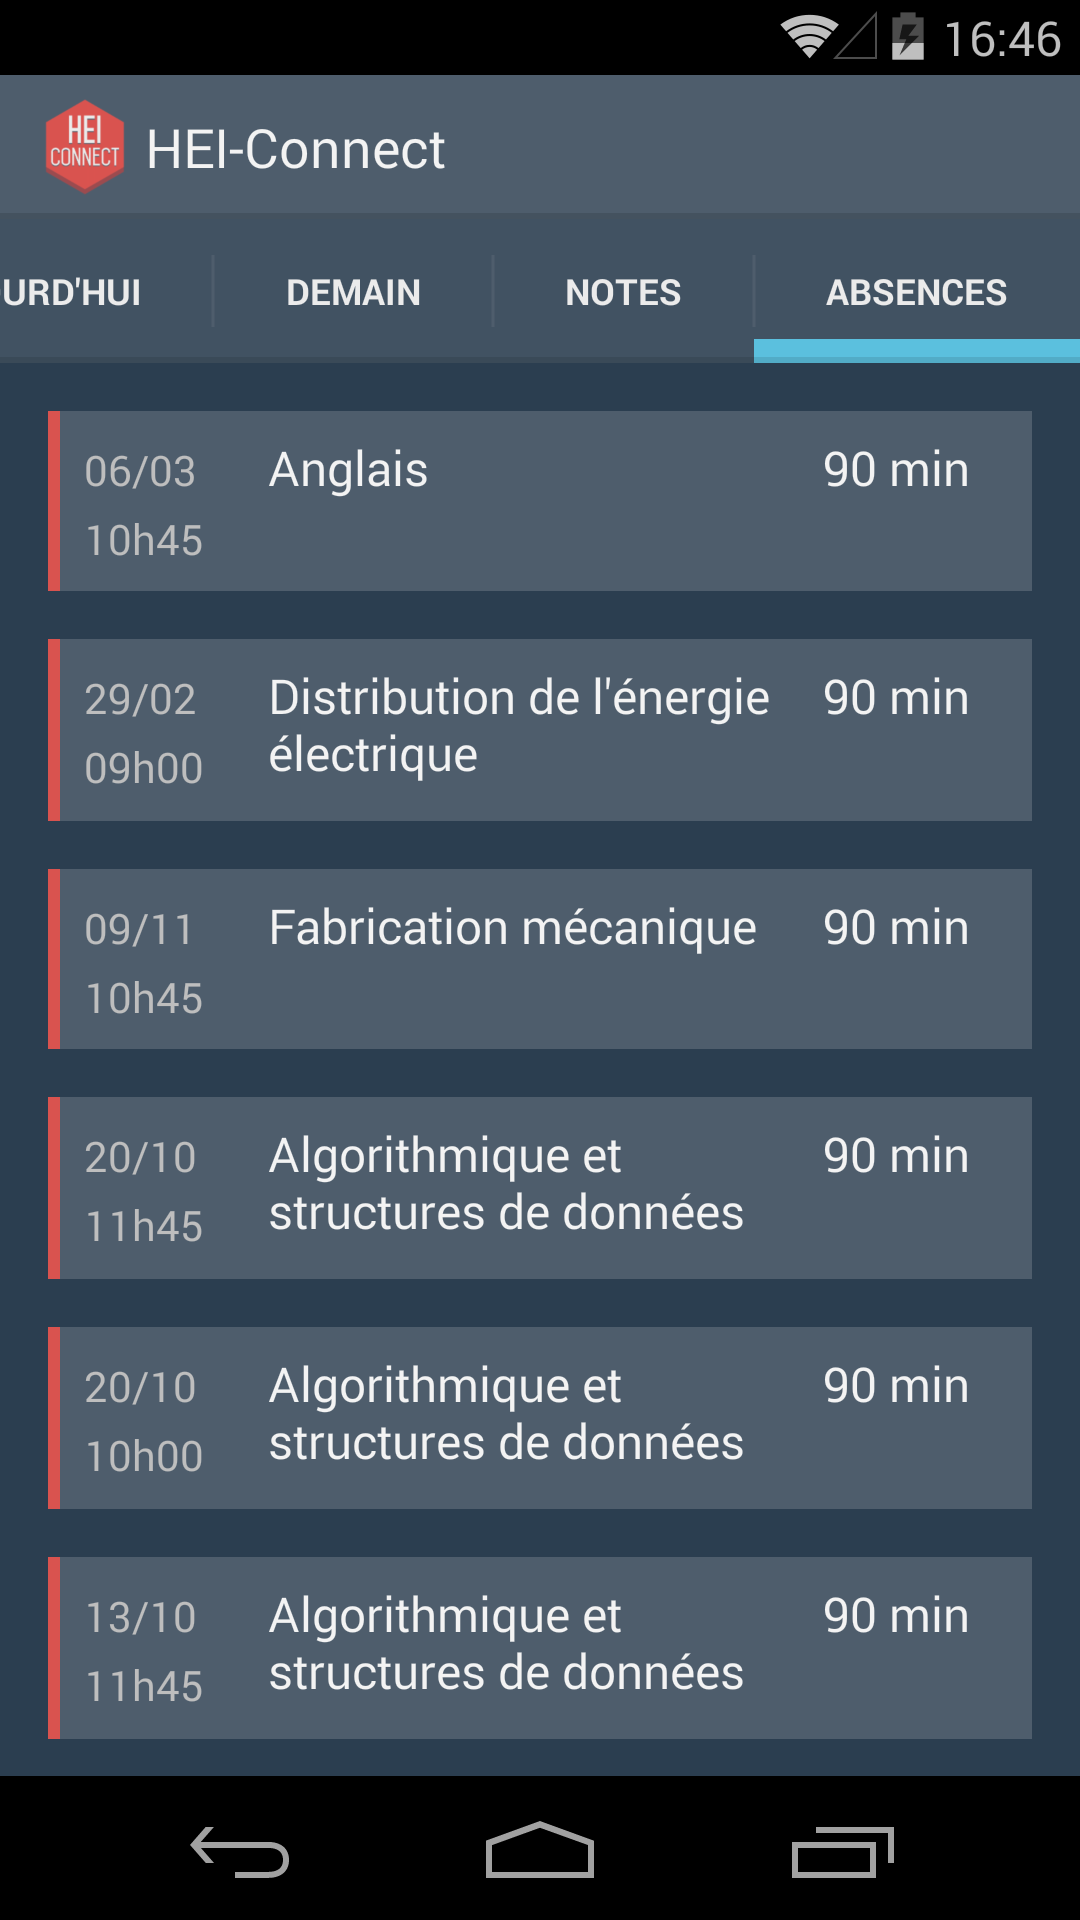 16:46
HEI
CONNECT
HEI-Connect
URD'HUI
DEMAIN
NOTES
ABSENCES
06/03
Anglais
90 min
10h45
29/02
Distribution de l'énergie
90 min
électrique
09h00
09/11
Fabrication mécanique
90 min
10h45
20/10
Algorithmique et
90 min
structures de données
11h45
20/10
Algorithmique et
90 min
structures de données
10h00
13/10
Algorithmique et
90 min
structures de données
11h45